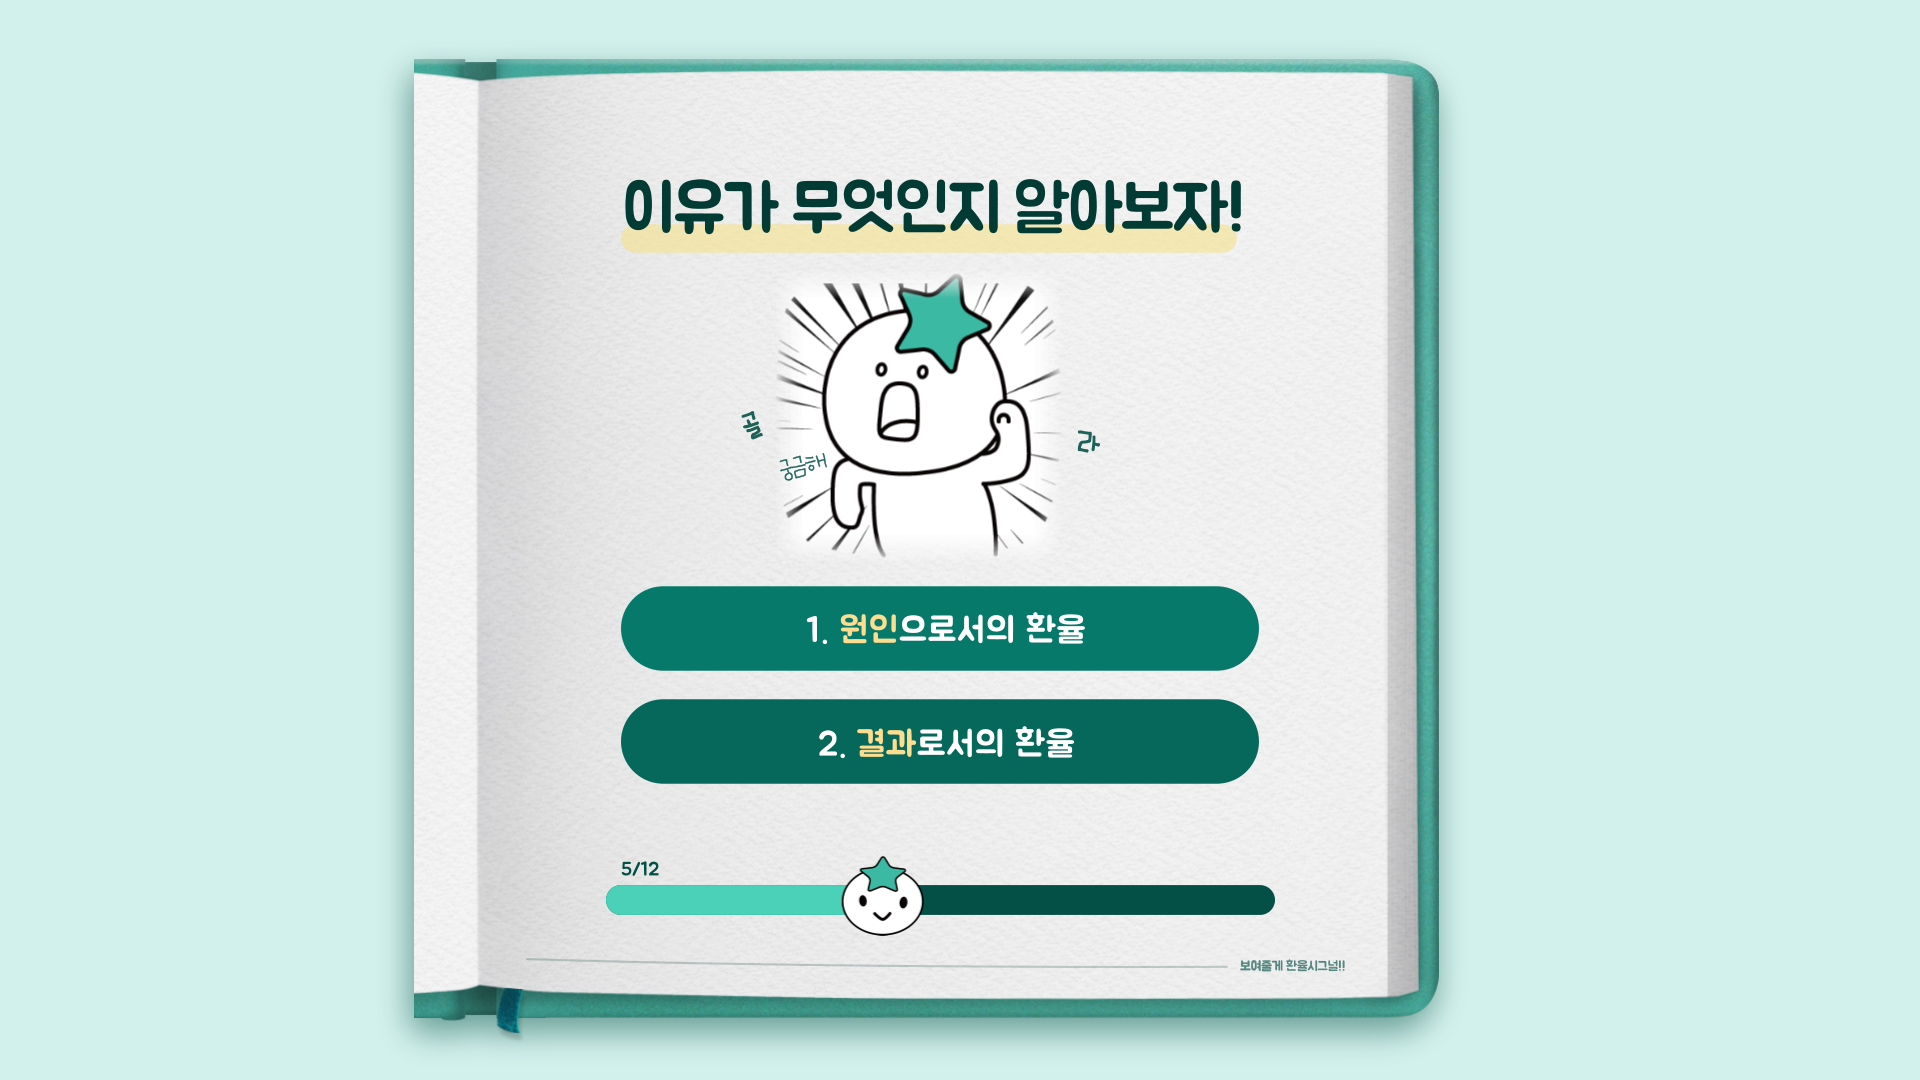 이유가 무엇인지 알아보자!
골
라
궁금해
1. 원인으로서의 환율
2. 결과로서의 환율
5/12
보여줄게 환율시그널!!